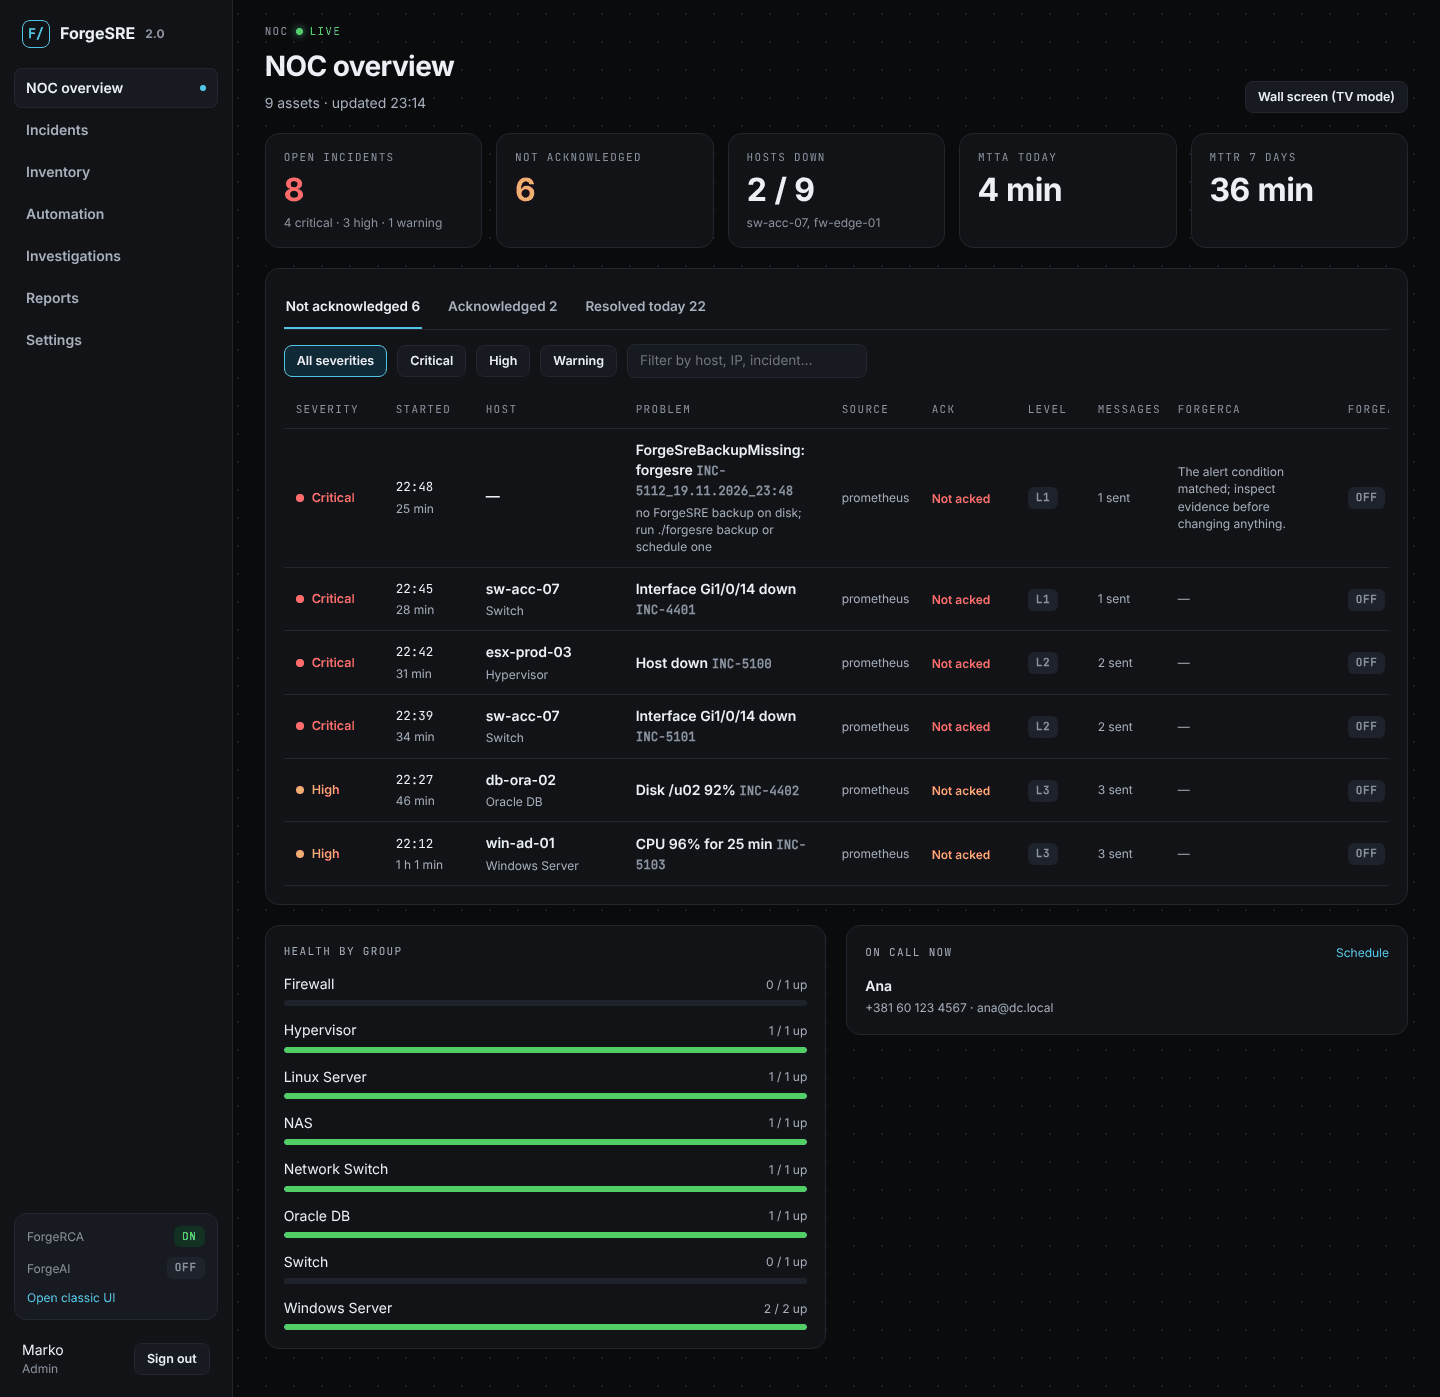 F/ ForgeSRE 2.0
NOC overview
Incidents
Inventory
Automation
Investigations
Reports
Settings
ForgeRCA ON
ForgeAI OFF
Open classic UI
Marko
Admin
Sign out
NOC LIVE
NOC overview
9 assets · updated 23:14
Wall screen (TV mode)
OPEN INCIDENTS
8
4 critical · 3 high · 1 warning
NOT ACKNOWLEDGED
6
HOSTS DOWN
2 / 9
sw-acc-07, fw-edge-01
MTTA TODAY
4 min
MTTR 7 DAYS
36 min
Not acknowledged 6 Acknowledged 2 Resolved today 22
All severities Critical High Warning Filter by host, IP, incident...
SEVERITY STARTED HOST PROBLEM SOURCE ACK LEVEL MESSAGES FORGERCA
Critical
22:48
25 min
—
ForgeSreBackupMissing:
forgesre INC-
5112_19.11.2026_23:48
no ForgeSRE backup on disk;
run ./forgesre backup or
schedule one
prometheus
Not acked
L1
1 sent
The alert condition
matched; inspect
evidence before
changing anything.
OFF
Critical
22:45
28 min
sw-acc-07
Switch
Interface Gi1/0/14 down
INC-4401
prometheus
Not acked
L1
1 sent
—
OFF
Critical
22:42
31 min
esx-prod-03
Hypervisor
Host down INC-5100
prometheus
Not acked
L2
2 sent
—
OFF
Critical
22:39
34 min
sw-acc-07
Switch
Interface Gi1/0/14 down
INC-5101
prometheus
Not acked
L2
2 sent
—
OFF
High
22:27
46 min
db-ora-02
Oracle DB
Disk /u02 92% INC-4402
prometheus
Not acked
L3
3 sent
—
OFF
High
22:12
1 h 1 min
win-ad-01
Windows Server
CPU 96% for 25 min INC-
5103
prometheus
Not acked
L3
3 sent
—
OFF
HEALTH BY GROUP
Firewall 0 / 1 up
Hypervisor 1 / 1 up
Linux Server 1 / 1 up
NAS 1 / 1 up
Network Switch 1 / 1 up
Oracle DB 1 / 1 up
Switch 0 / 1 up
Windows Server 2 / 2 up
ON CALL NOW Schedule
Ana
+381 60 123 4567 · ana@dc.local